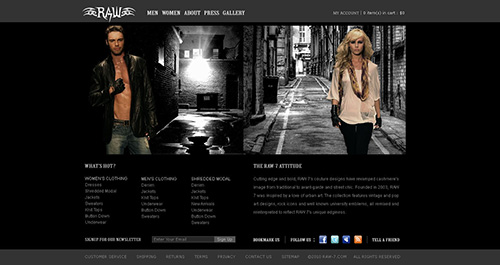 RAW
MEN WOMEN ABOUT PRESS GALLERY
MY ACCOUNT | 0 item(s) in cart - $0
WHAT'S HOT?
WOMEN'S CLOTHING
Dresses
Shredded Modal
Jackets
Sweaters
Knit Tops
Underwear
Button Down
Underwear
MEN'S CLOTHING
Denim
Jackets
Knit Tops
Underwear
Button Down
Sweaters
SHREDDED MODAL
Denim
Jackets
New Arrivals
Underwear
Knit Tops
Button Down
Sweaters
THE RAW-7 ATTITUDE
Cutting edge and bold, RAW 7's couture designs have revamped cashmere's
image from traditional to avant-garde and street chic. Founded in 2003, RAW
7 was inspired by a love of urban art. The collection features vintage and pop
art designs, rock icons and well known university emblems, all revised and
reinterpreted to reflect RAW 7's unique edginess.
SIGNUP FOR OUR NEWSLETTER
Enter Your Email
Signup
BOOKMARK US
FOLLOW US
TELL A FRIEND
CUSTOMER SERVICE SHIPPING RETURNS TERMS PRIVACY CONTACT US SITEMAP ©2010 RAW-7.COM ALL RIGHTS RESERVED